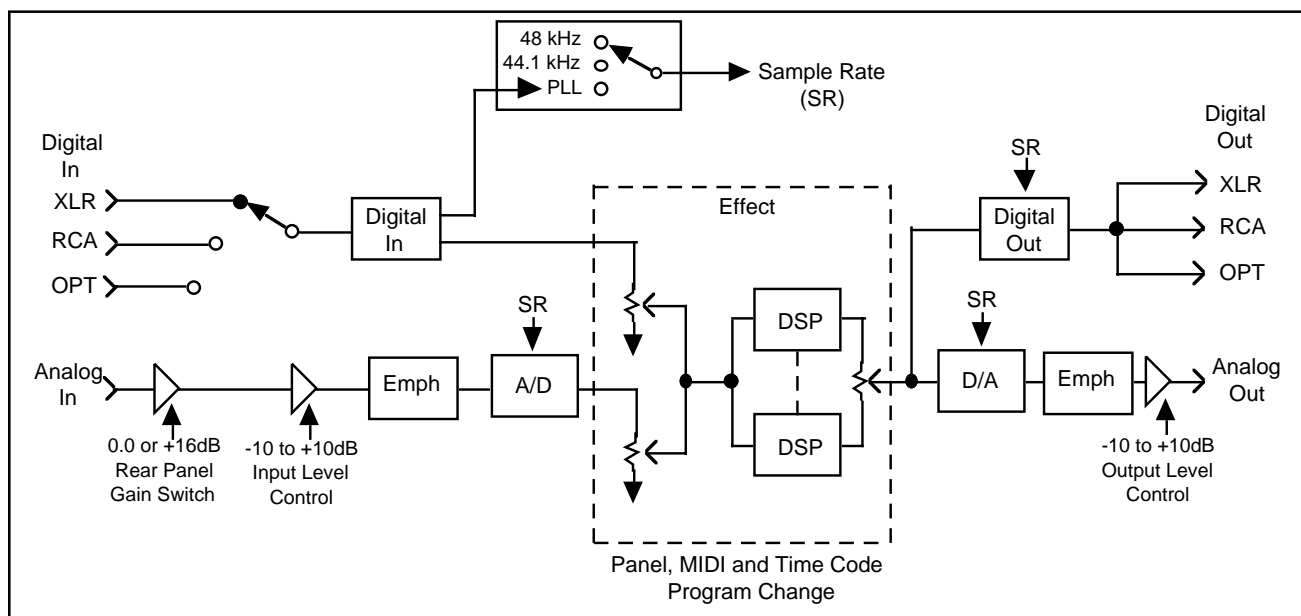 48 kHz
44.1 kHz
PLL
Sample Rate
(SR)
Digital
In
XLR
RCA
OPT
Digital
In
Effect
SR
Digital
Out
Digital
Out
XLR
RCA
OPT
Analog
In
0.0 or +16dB
Rear Panel
Gain Switch
-10 to +10dB
Input Level
Control
Emph
SR
A/D
DSP
DSP
SR
D/A
Emph
Analog
Out
-10 to +10dB
Output Level
Control
Panel, MIDI and Time Code
Program Change